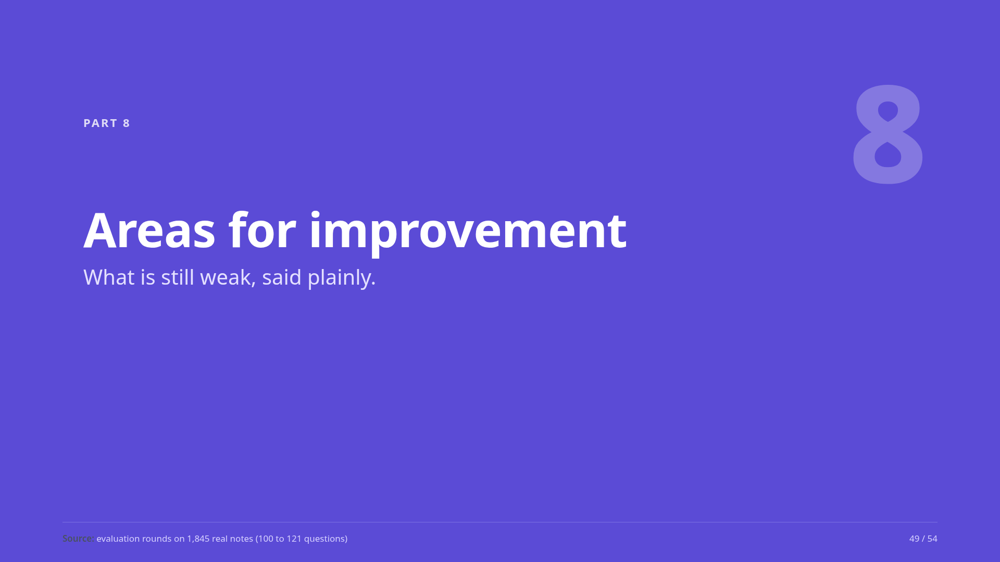 PART 8
8
Areas for improvement
What is still weak, said plainly.
Source: evaluation rounds on 1,845 real notes (100 to 121 questions)
49 / 54